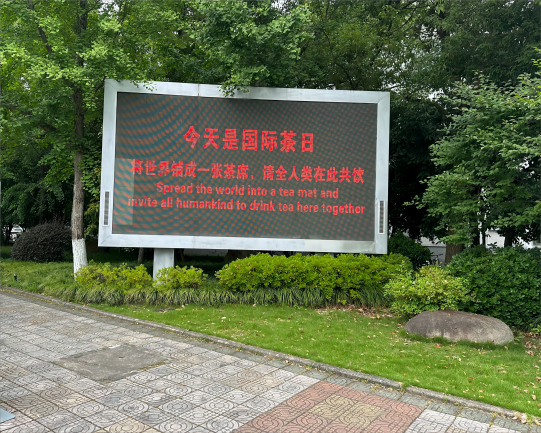 今天是国际茶日
将世界铺成一张茶席，请全人类在此共饮
Spread the world into a tea mat and
invite all humankind to drink tea here together